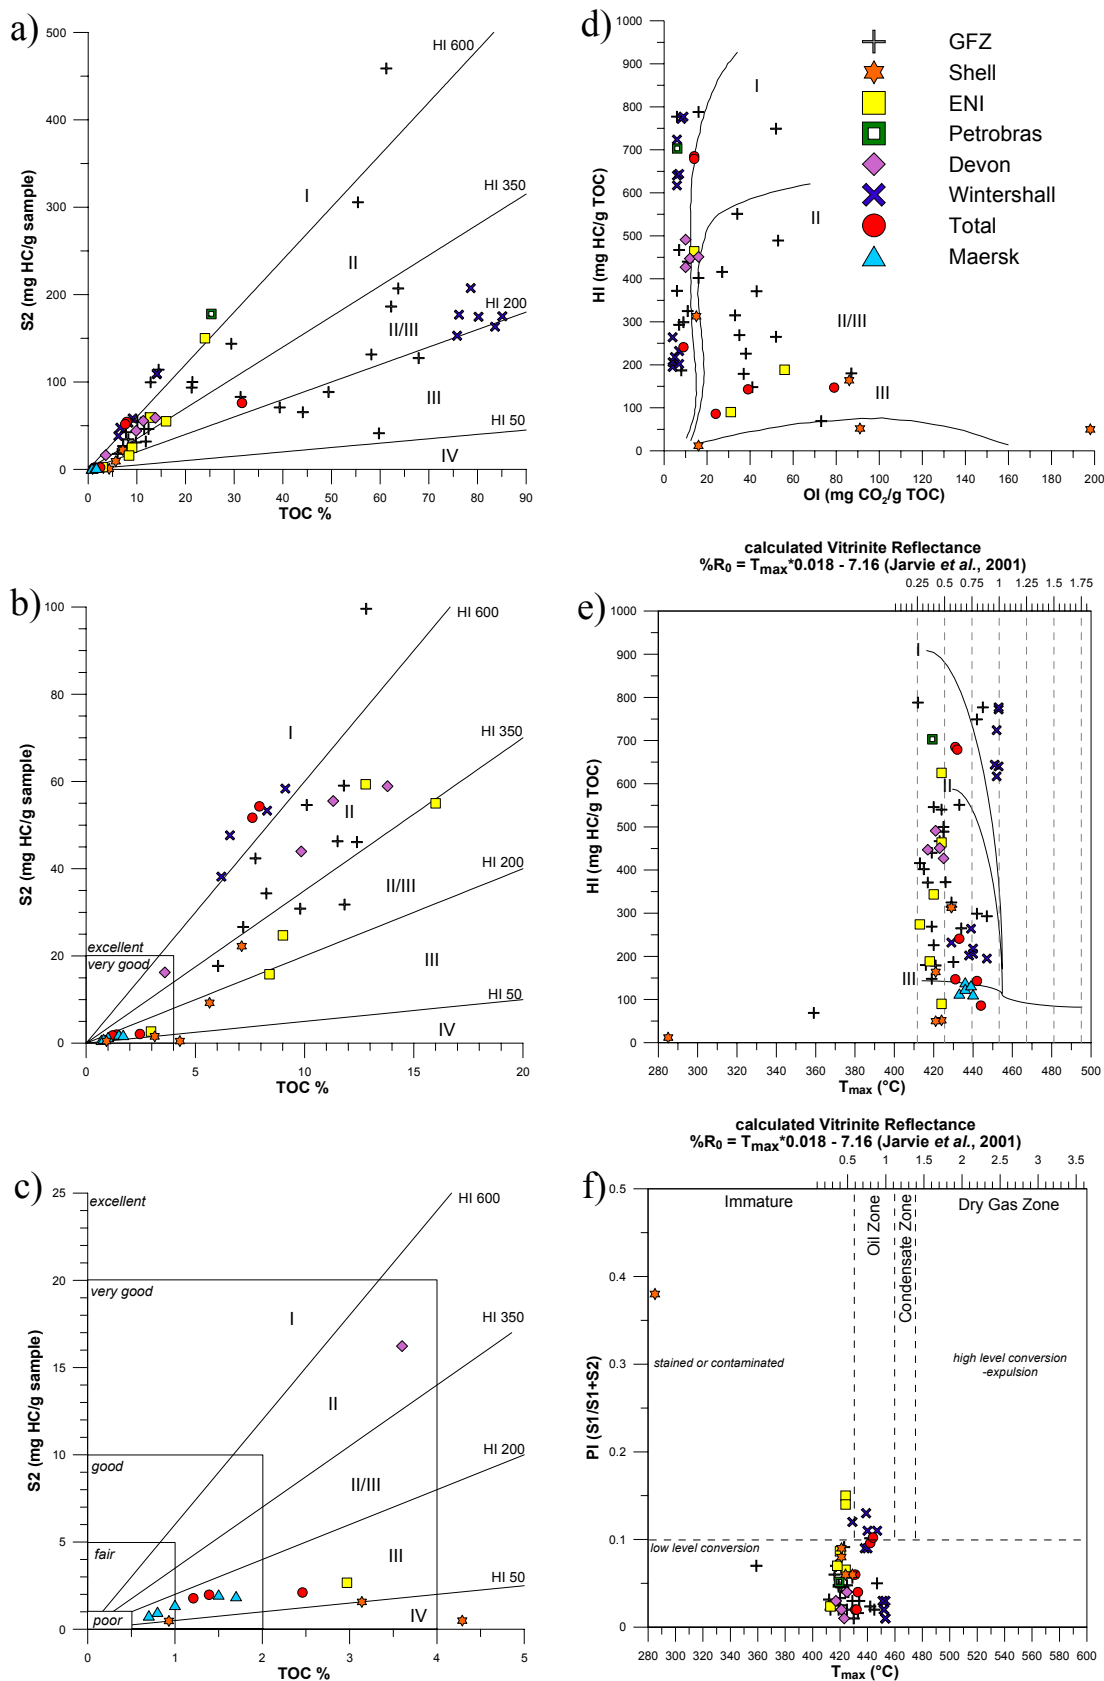 a)
500
400
300
200
100
0
S2 (mg HC/g sample)
HI 600
HI 350
HI 200
HI 50
I
II
II/III
III
IV
0 10 20 30 40 50 60 70 80 90
TOC %
d)
1000
900
800
700
600
500
400
300
200
100
0
HI (mg HC/g TOC)
I
II
II/III
III
GFZ
Shell
ENI
Petrobras
Devon
Wintershall
Total
Maersk
0 20 40 60 80 100 120 140 160 180 200
OI (mg CO₂/g TOC)
b)
100
80
60
40
20
0
S2 (mg HC/g sample)
HI 600
HI 350
HI 200
HI 50
I
II
II/III
III
IV
excellent
very good
0 5 10 15 20
TOC %
calculated Vitrinite Reflectance
%R₀ = Tmax*0.018 - 7.16 (Jarvie et al., 2001)
0.25 0.5 0.75 1 1.25 1.5 1.75
e)
1000
900
800
700
600
500
400
300
200
100
0
HI (mg HC/g TOC)
I
II
III
280 300 320 340 360 380 400 420 440 460 480 500
Tmax (°C)
c)
25
20
15
10
5
0
S2 (mg HC/g sample)
excellent
very good
good
fair
poor
HI 600
HI 350
HI 200
HI 50
I
II
II/III
III
IV
0 1 2 3 4 5
TOC %
calculated Vitrinite Reflectance
%R₀ = Tmax*0.018 - 7.16 (Jarvie et al., 2001)
0.5 1 1.5 2 2.5 3 3.5
f)
0.5
0.4
0.3
0.2
0.1
0
PI (S1/S1+S2)
Immature
Oil Zone
Condensate Zone
Dry Gas Zone
stained or contaminated
high level conversion
-expulsion
low level conversion
280 300 320 340 360 380 400 420 440 460 480 500 520 540 560 580 600
Tmax (°C)